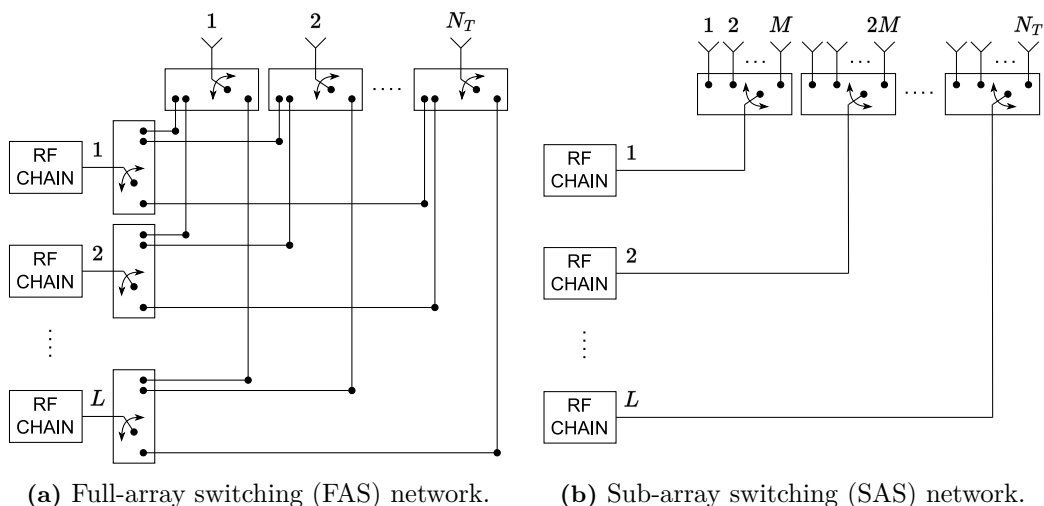 1 2 N_T
....
RF
CHAIN
1
RF
CHAIN
2
....
RF
CHAIN
L
(a) Full-array switching (FAS) network.
1 2 M 2M N_T
... ... ...
....
RF
CHAIN
1
RF
CHAIN
2
....
RF
CHAIN
L
(b) Sub-array switching (SAS) network.